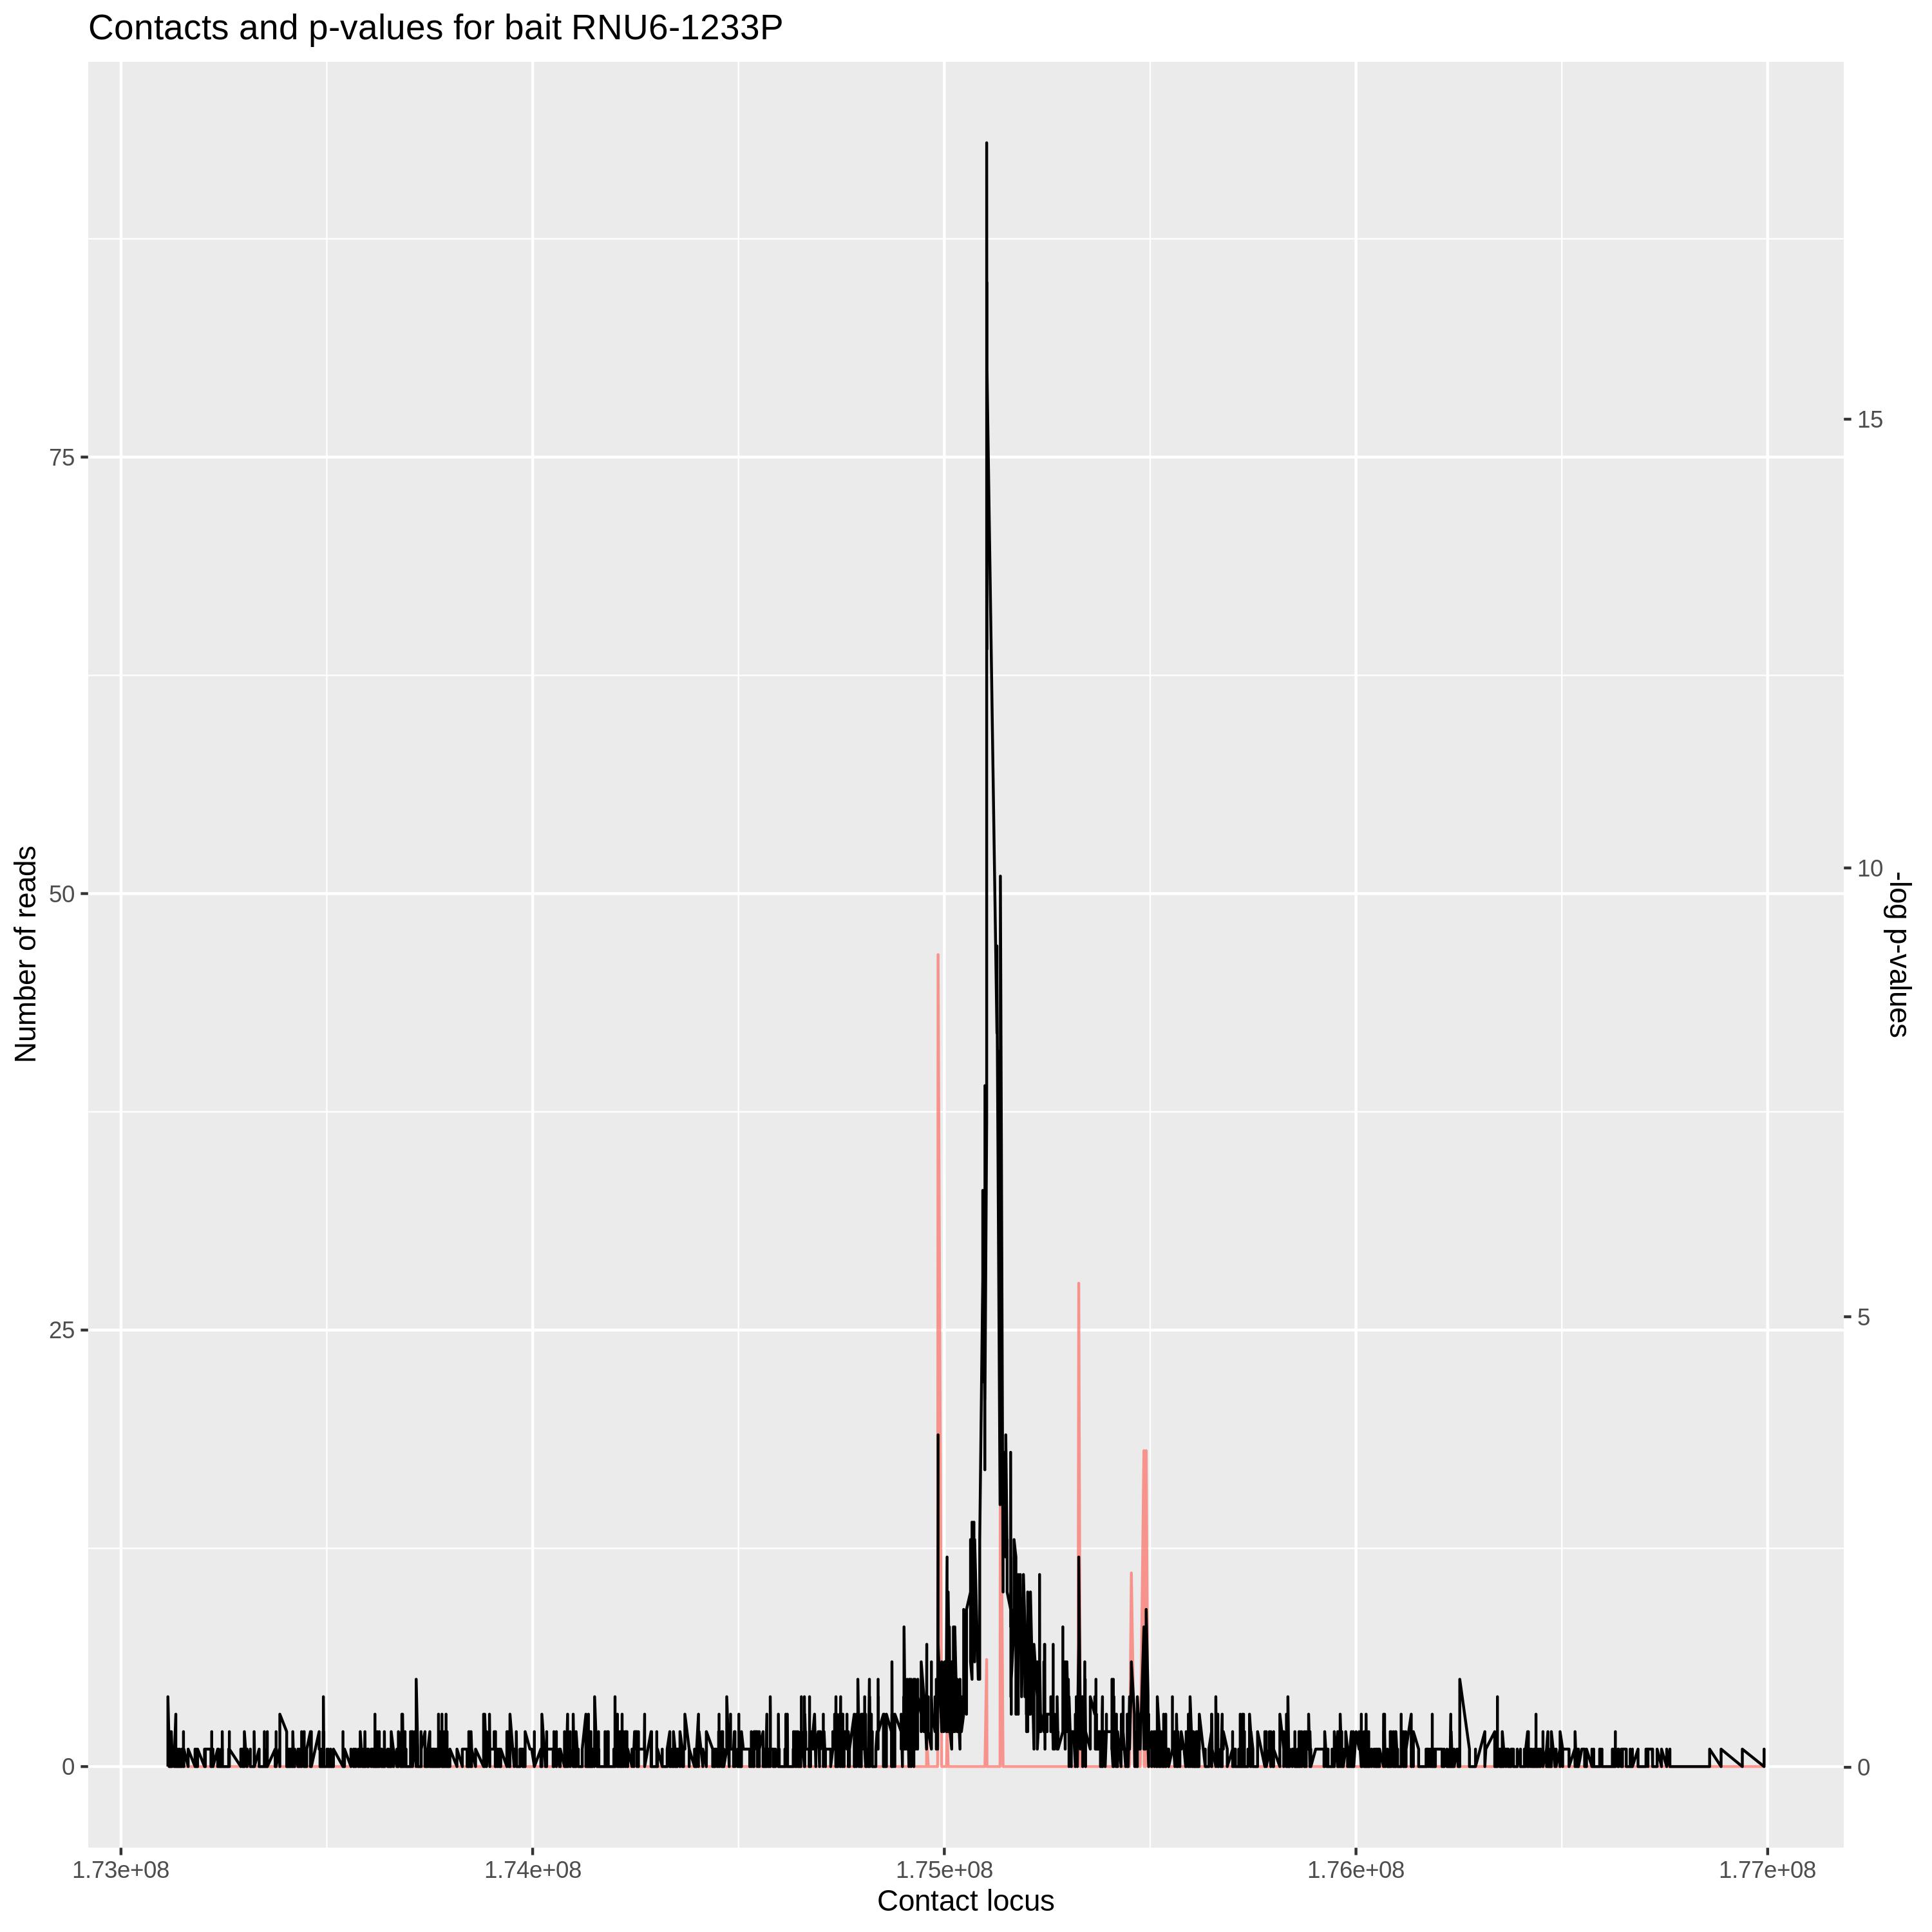 Contacts and p-values for bait RNU6-1233P
75
50
25
0
Number of reads
15
10
5
0
-log p-values
1.73e+08
1.74e+08
1.75e+08
1.76e+08
1.77e+08
Contact locus